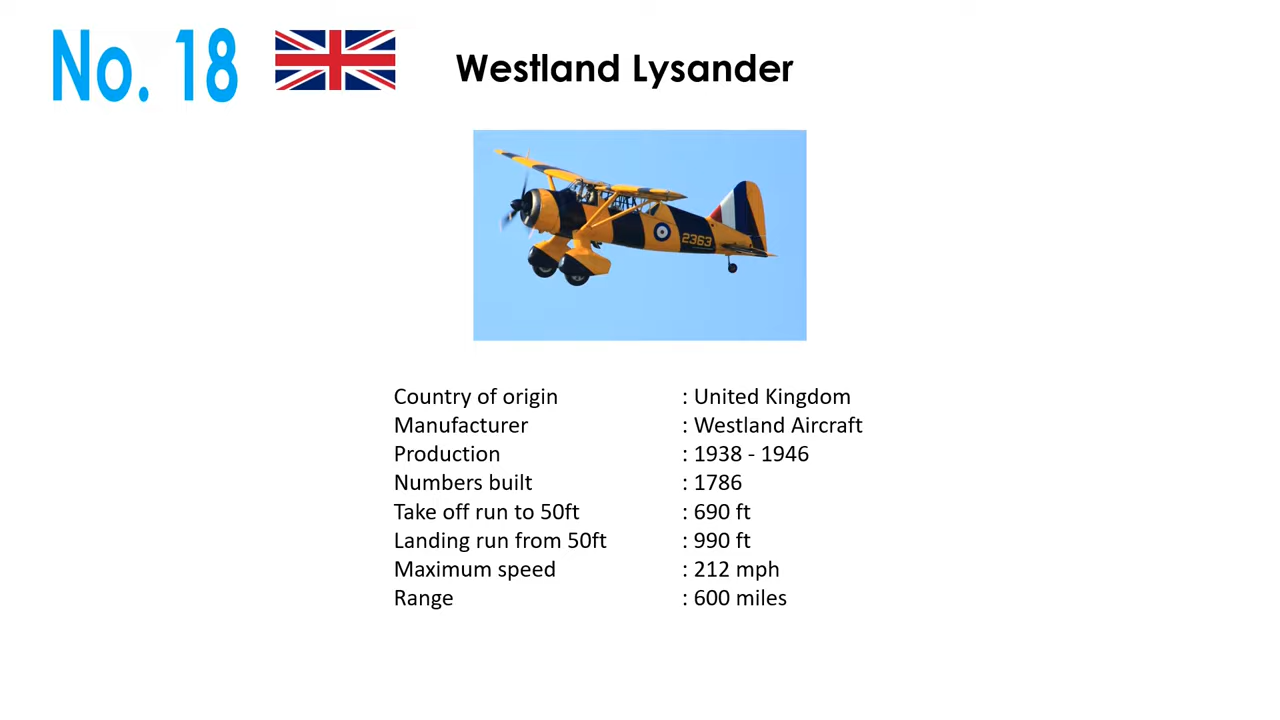 No. 18
Westland Lysander
2363
Country of origin : United Kingdom
Manufacturer : Westland Aircraft
Production : 1938 - 1946
Numbers built : 1786
Take off run to 50ft : 690 ft
Landing run from 50ft : 990 ft
Maximum speed : 212 mph
Range : 600 miles